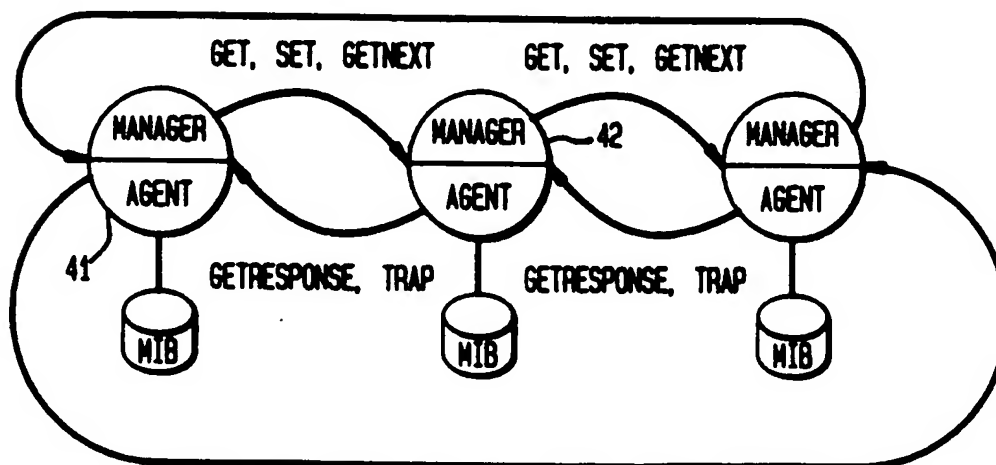 GET, SET, GETNEXT GET, SET, GETNEXT
MANAGER MANAGER 42 MANAGER
AGENT AGENT AGENT
41
GETRESPONSE, TRAP GETRESPONSE, TRAP
MIB MIB MIB